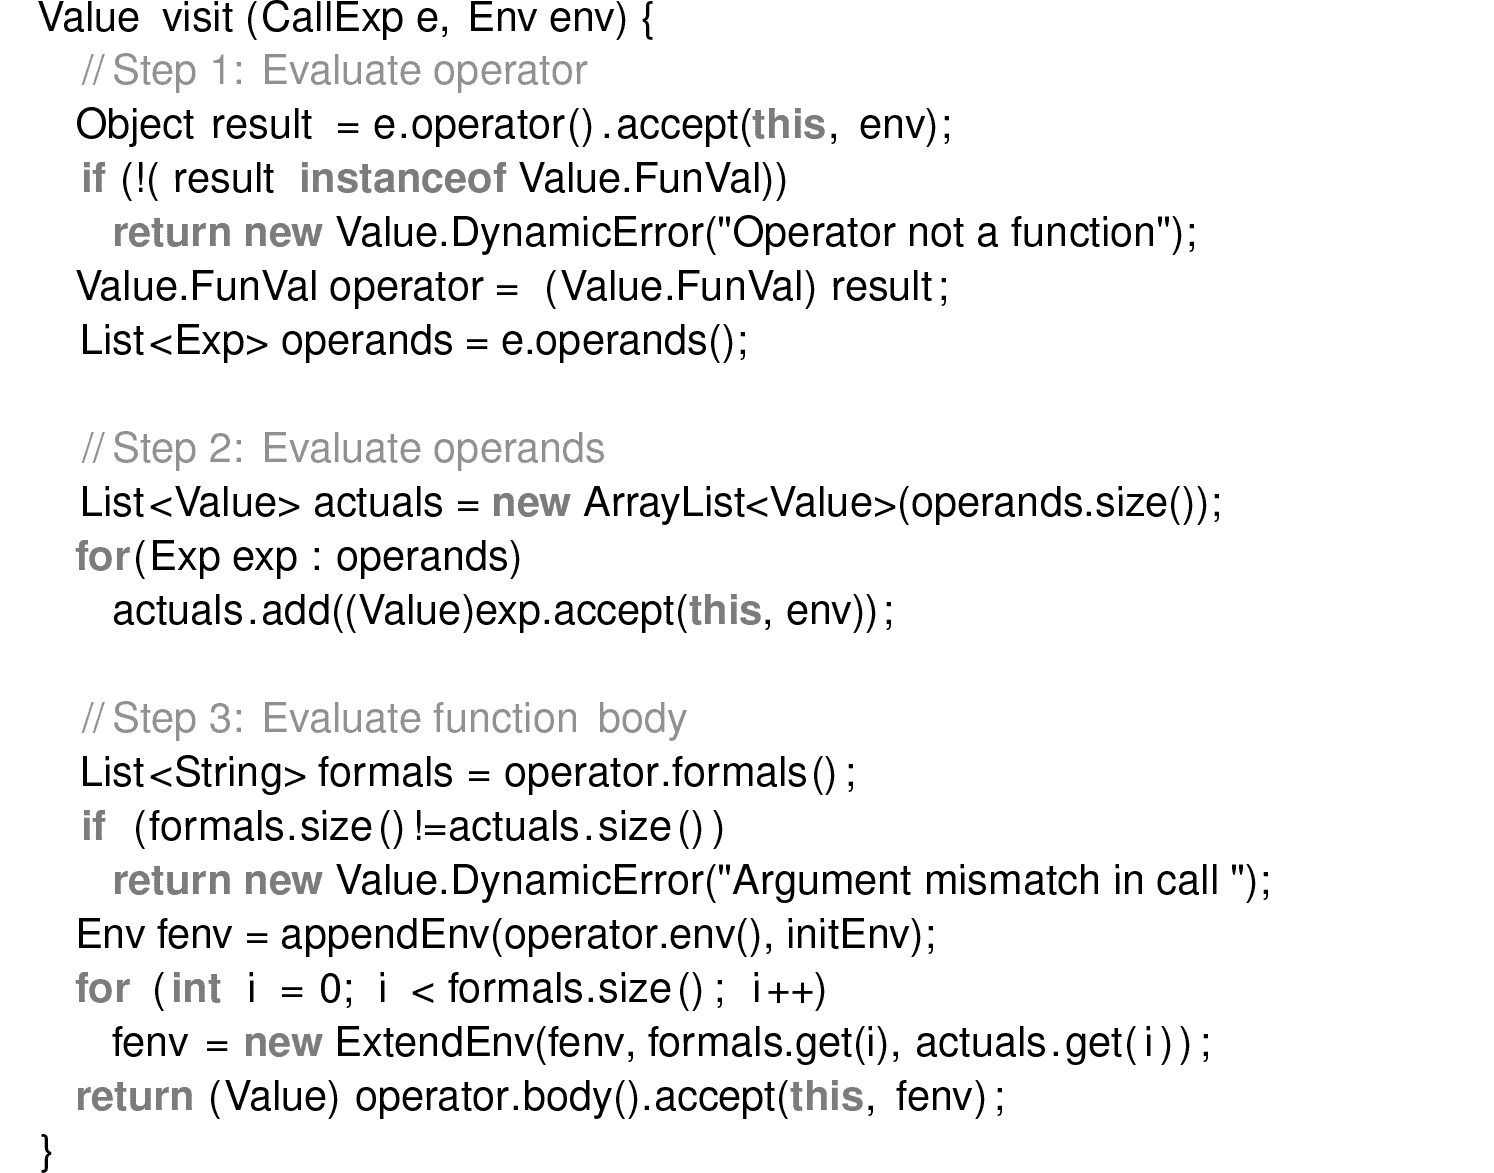 Value visit (CallExp e, Env env) {
// Step 1: Evaluate operator
Object result = e.operator().accept(this, env);
if (!( result instanceof Value.FunVal))
return new Value.DynamicError("Operator not a function");
Value.FunVal operator = (Value.FunVal) result;
List<Exp> operands = e.operands();
// Step 2: Evaluate operands
List<Value> actuals = new ArrayList<Value>(operands.size());
for(Exp exp : operands)
actuals.add((Value)exp.accept(this, env));
// Step 3: Evaluate function body
List<String> formals = operator.formals();
if (formals.size()!=actuals.size())
return new Value.DynamicError("Argument mismatch in call ");
Env fenv = appendEnv(operator.env(), initEnv);
for (int i = 0; i < formals.size(); i++)
fenv = new ExtendEnv(fenv, formals.get(i), actuals.get(i));
return (Value) operator.body().accept(this, fenv);
}